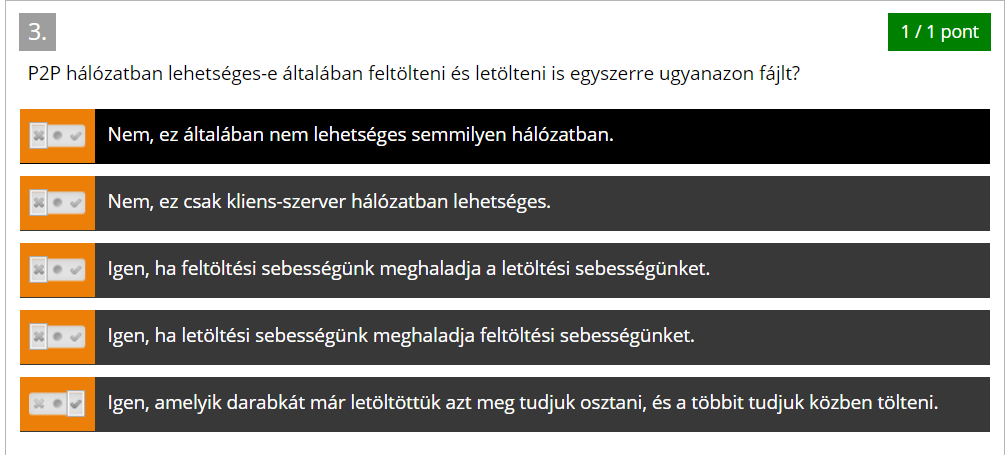 3.
1 / 1 pont
P2P hálózatban lehetséges-e általában feltölteni és letölteni is egyszerre ugyanazon fájlt?
Nem, ez általában nem lehetséges semmilyen hálózatban.
Nem, ez csak kliens-szerver hálózatban lehetséges.
Igen, ha feltöltési sebességünk meghaladja a letöltési sebességünket.
Igen, ha letöltési sebességünk meghaladja feltöltési sebességünket.
Igen, amelyik darabkát már letöltöttük azt meg tudjuk osztani, és a többit tudjuk közben tölteni.